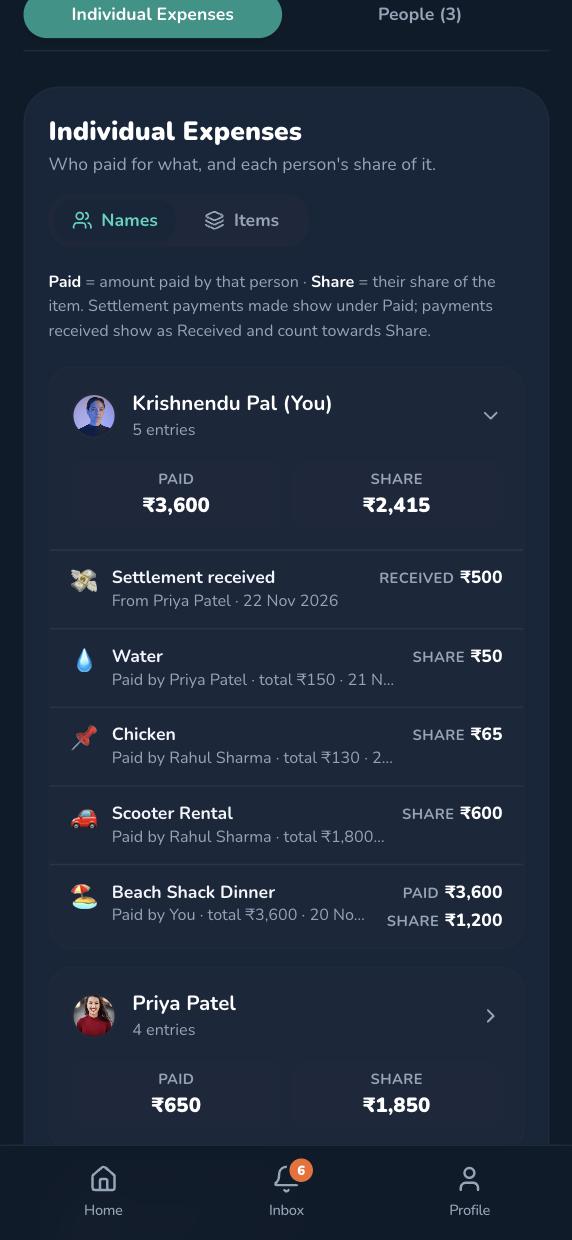 Individual Expenses
People (3)
Individual Expenses
Who paid for what, and each person's share of it.
Names
Items
Paid = amount paid by that person · Share = their share of the
item. Settlement payments made show under Paid; payments
received show as Received and count towards Share.
Krishnendu Pal (You)
5 entries
PAID
₹3,600
SHARE
₹2,415
Settlement received
RECEIVED ₹500
From Priya Patel · 22 Nov 2026
Water
SHARE ₹50
Paid by Priya Patel · total ₹150 · 21 N...
Chicken
SHARE ₹65
Paid by Rahul Sharma · total ₹130 · 2...
Scooter Rental
SHARE ₹600
Paid by Rahul Sharma · total ₹1,800...
Beach Shack Dinner
PAID ₹3,600
Paid by You · total ₹3,600 · 20 No...
SHARE ₹1,200
Priya Patel
4 entries
PAID
₹650
SHARE
₹1,850
6
Home
Inbox
Profile